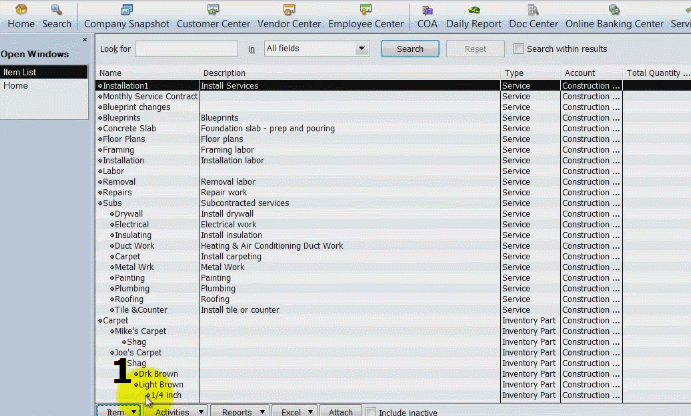 Home Search Company Snapshot Customer Center Vendor Center Employee Center COA Daily Report Doc Center Online Banking Center Servi
Open Windows ×
Item List
Home
Look for in All fields Search Reset Search within results
Name Description Type Account Total Quantity ...
Installation1 Install Services Service Construction ...
Monthly Service Contract Service Construction ...
Blueprint changes Service Construction ...
Blueprints Blueprints Service Construction ...
Concrete Slab Foundation slab - prep and pouring Service Construction ...
Floor Plans Floor plans Service Construction ...
Framing Framing labor Service Construction ...
Installation Installation labor Service Construction ...
Labor Service Construction ...
Removal Removal labor Service Construction ...
Repairs Repair work Service Construction ...
Subs Subcontracted services Service Construction ...
Drywall Install drywall Service Construction ...
Electrical Electrical work Service Construction ...
Insulating Install insulation Service Construction ...
Duct Work Heating & Air Conditioning Duct Work Service Construction ...
Carpet Install carpeting Service Construction ...
Metal Wrk Metal Work Service Construction ...
Painting Painting Service Construction ...
Plumbing Plumbing Service Construction ...
Roofing Roofing Service Construction ...
Tile &Counter Install tile or counter Service Construction ...
Carpet Inventory Part Construction ...
Mike's Carpet Inventory Part Construction ...
Shag Inventory Part Construction ...
Joe's Carpet Inventory Part Construction ...
Shag Inventory Part Construction ...
1 Drk Brown Inventory Part Construction ...
Light Brown Inventory Part Construction ...
1/4 inch Inventory Part Construction ...
Item Activities Reports Excel Attach Include inactive